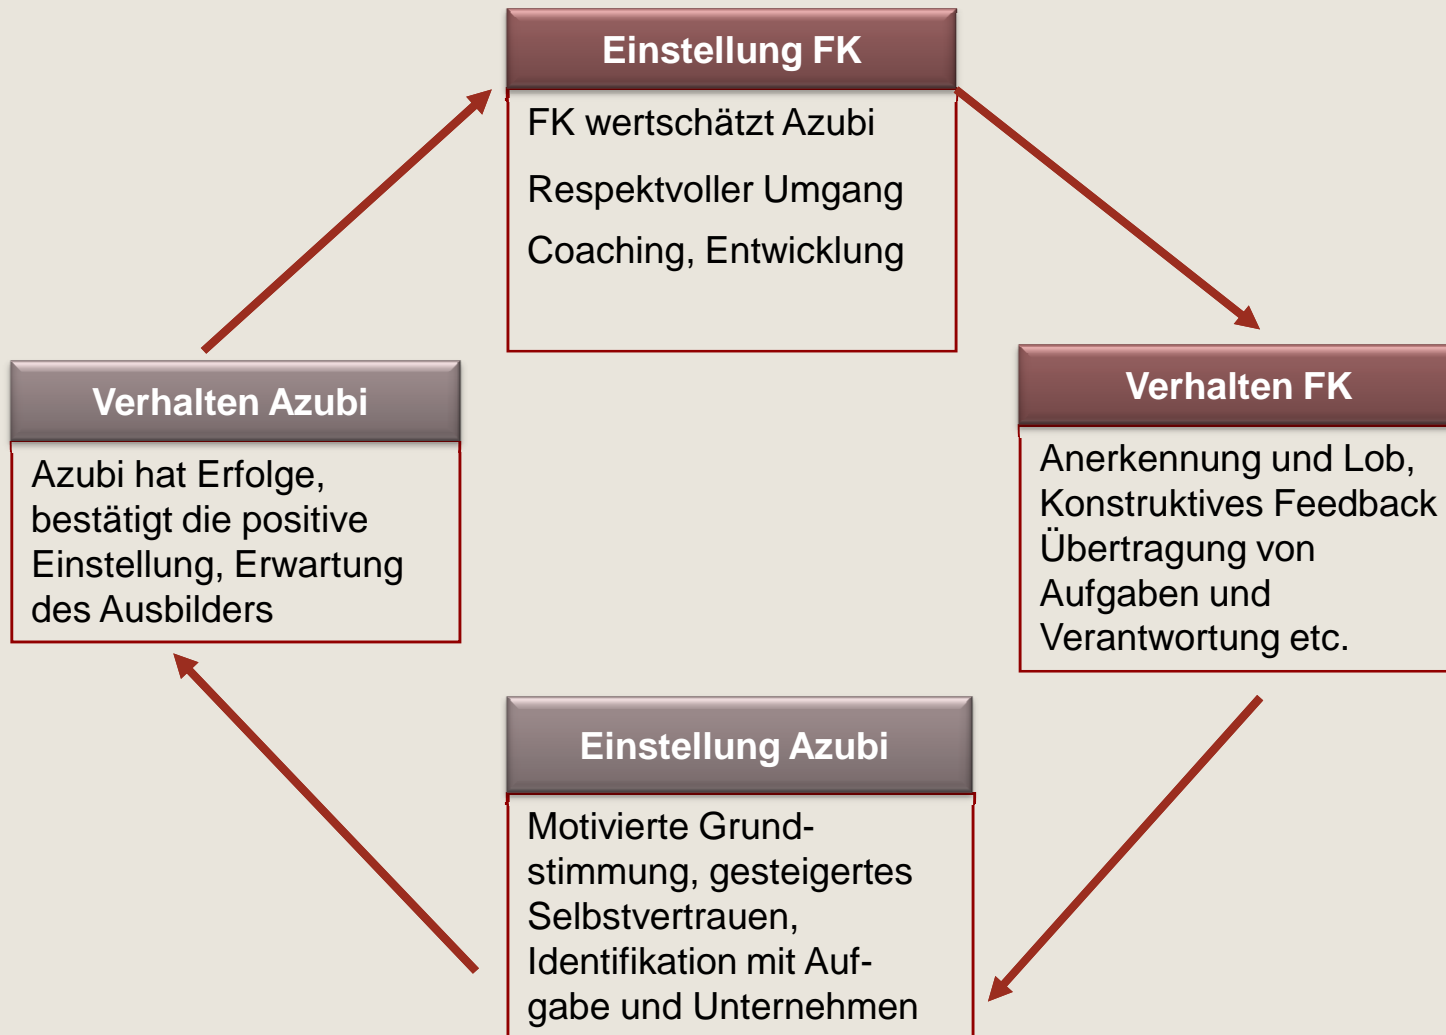 Einstellung FK
FK wertschätzt Azubi
Respektvoller Umgang
Coaching, Entwicklung
Verhalten FK
Anerkennung und Lob,
Konstruktives Feedback
Übertragung von
Aufgaben und
Verantwortung etc.
Einstellung Azubi
Motivierte Grund-
stimmung, gesteigertes
Selbstvertrauen,
Identifikation mit Auf-
gabe und Unternehmen
Verhalten Azubi
Azubi hat Erfolge,
bestätigt die positive
Einstellung, Erwartung
des Ausbilders